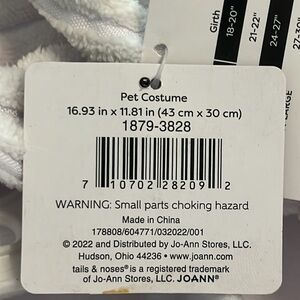 Girth
18-20"
21-22"
24-27"
Pet Costume
16.93 in x 11.81 in (43 cm x 30 cm)
1879-3828
7 10702 28209 2
WARNING: Small parts choking hazard
Made in China
178808/604771/032022/001
© 2022 and Distributed by Jo-Ann Stores, LLC.
Hudson, Ohio 44236 • www.joann.com
tails & noses® is a registered trademark
of Jo-Ann Stores, LLC. JOANN®